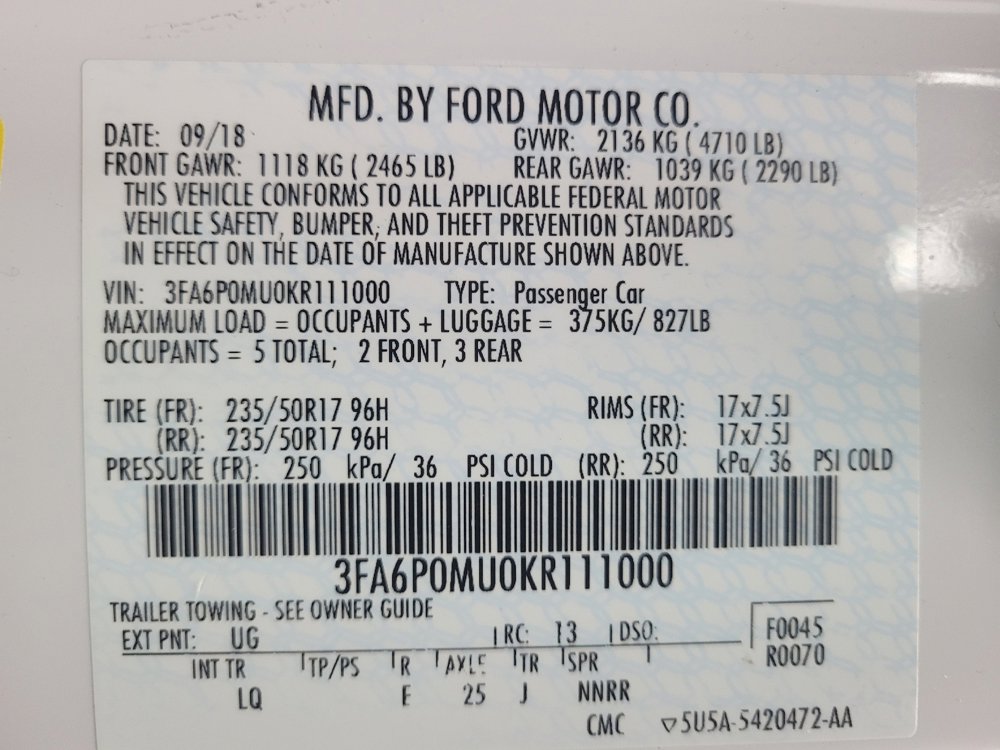 MFD. BY FORD MOTOR CO.
DATE: 09/18 GVWR: 2136 KG ( 4710 LB)
FRONT GAWR: 1118 KG ( 2465 LB) REAR GAWR: 1039 KG ( 2290 LB)
THIS VEHICLE CONFORMS TO ALL APPLICABLE FEDERAL MOTOR
VEHICLE SAFETY, BUMPER, AND THEFT PREVENTION STANDARDS
IN EFFECT ON THE DATE OF MANUFACTURE SHOWN ABOVE.
VIN: 3FA6P0MU0KR111000 TYPE: Passenger Car
MAXIMUM LOAD = OCCUPANTS + LUGGAGE = 375KG/ 827LB
OCCUPANTS = 5 TOTAL; 2 FRONT, 3 REAR
TIRE (FR): 235/50R17 96H RIMS (FR): 17x7.5J
(RR): 235/50R17 96H (RR): 17x7.5J
PRESSURE (FR): 250 kPa/ 36 PSI COLD (RR): 250 kPa/ 36 PSI COLD
3FA6P0MU0KR111000
TRAILER TOWING - SEE OWNER GUIDE
EXT PNT: UG RC: 13 DSO: F0045
INT TR TP/PS R AXLE TR SPR R0070
LQ E 25 J NNRR
CMC ▽5U5A-5420472-AA